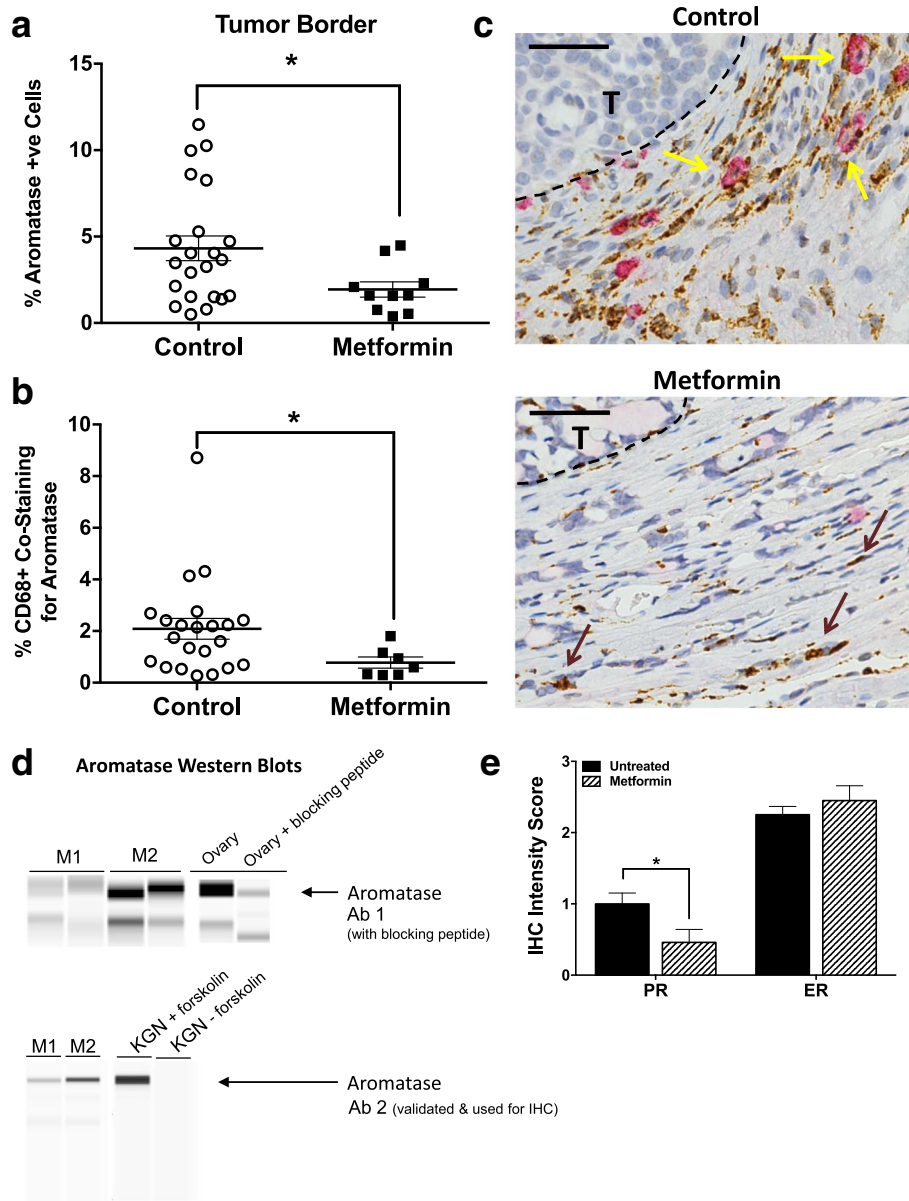 a
Tumor Border
% Aromatase +ve Cells
15
10
5
0
*
Control
Metformin
b
% CD68+ Co-Staining
for Aromatase
10
8
6
4
2
0
*
Control
Metformin
c
Control
T
Metformin
T
d
Aromatase Western Blots
M1
M2
Ovary
Ovary + blocking peptide
Aromatase
Ab 1
(with blocking peptide)
M1
M2
KGN + forskolin
KGN - forskolin
Aromatase
Ab 2 (validated & used for IHC)
e
IHC Intensity Score
3
2
1
0
Untreated
Metformin
*
PR
ER